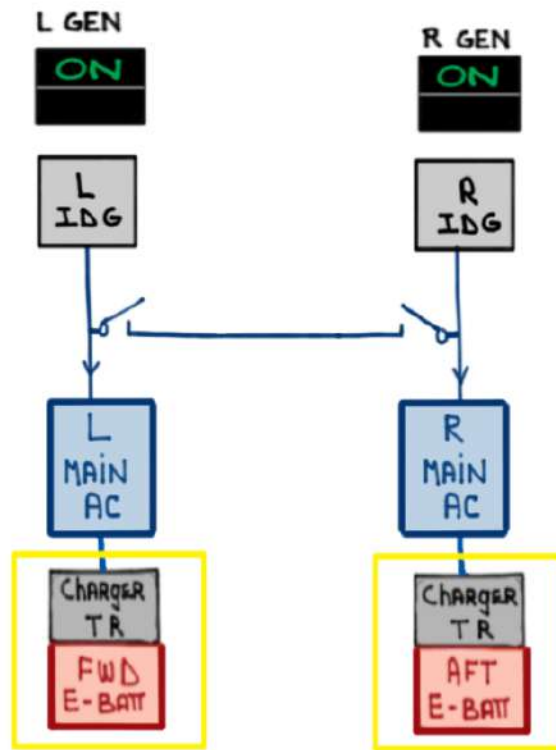 L GEN
ON
R GEN
ON
L
IDG
R
IDG
L
MAiN
AC
R
MAiN
AC
ChARGER
TR
FWD
E-BATT
ChARGER
TR
AFT
E-BATT